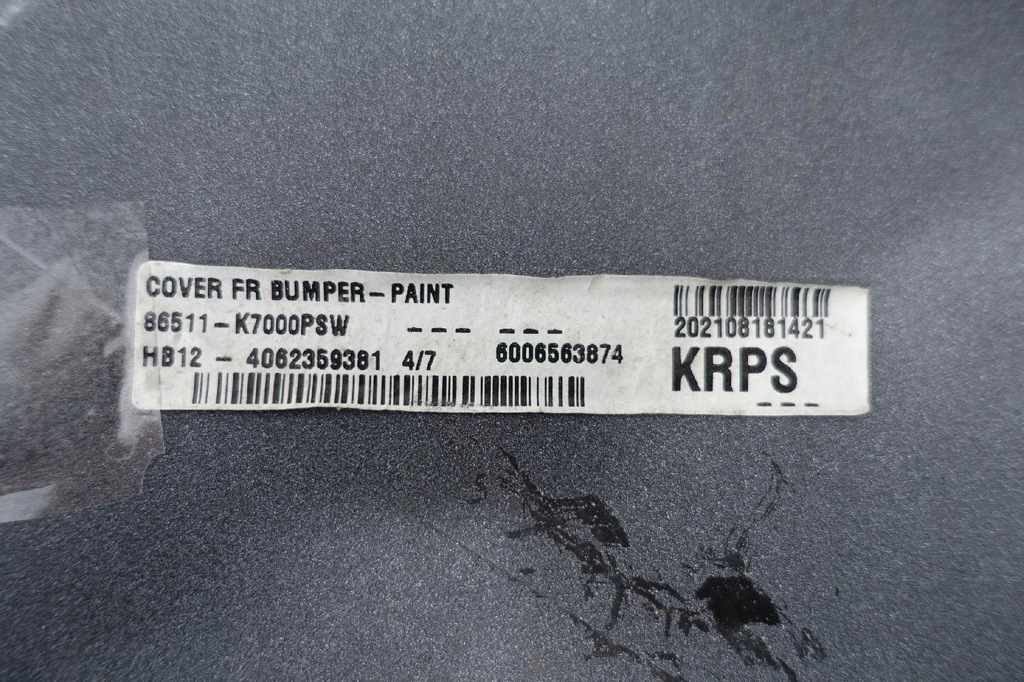 COVER FR BUMPER-PAINT
86511-K7000PSW --- ---
HB12 - 4062359381 4/7 6006563874
202108181421
KRPS
---